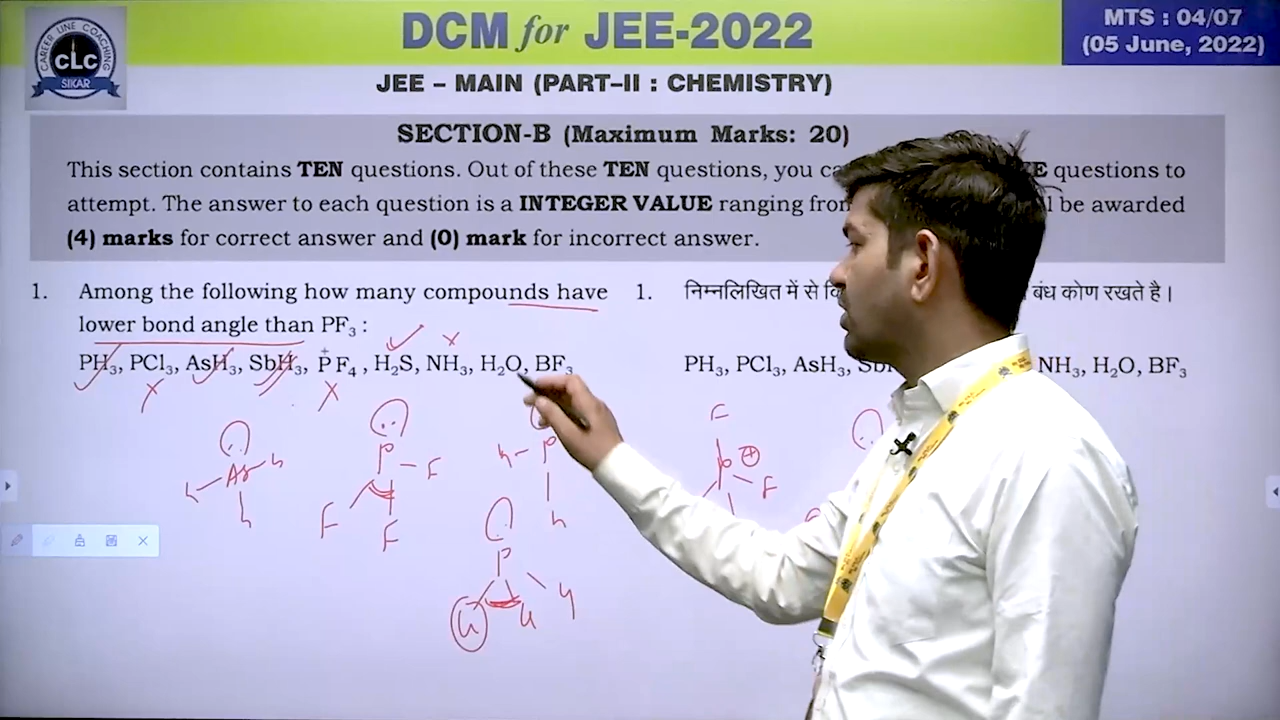 CAREER LINE COACHING
cLc
SIKAR
DCM for JEE-2022
MTS : 04/07
(05 June, 2022)
JEE – MAIN (PART–II : CHEMISTRY)
SECTION-B (Maximum Marks: 20)
This section contains TEN questions. Out of these TEN questions, you ca E questions to
attempt. The answer to each question is a INTEGER VALUE ranging from l be awarded
(4) marks for correct answer and (0) mark for incorrect answer.
1. Among the following how many compounds have
lower bond angle than PF₃ :
PH₃, PCl₃, AsH₃, SbH₃, P⁺F₄ , H₂S, NH₃, H₂O, BF₃
1. निम्नलिखित में से बंध कोण रखते है।
PH₃, PCl₃, AsH₃, NH₃, H₂O, BF₃
As
P F
F F
P
P
F
P ⊕
F